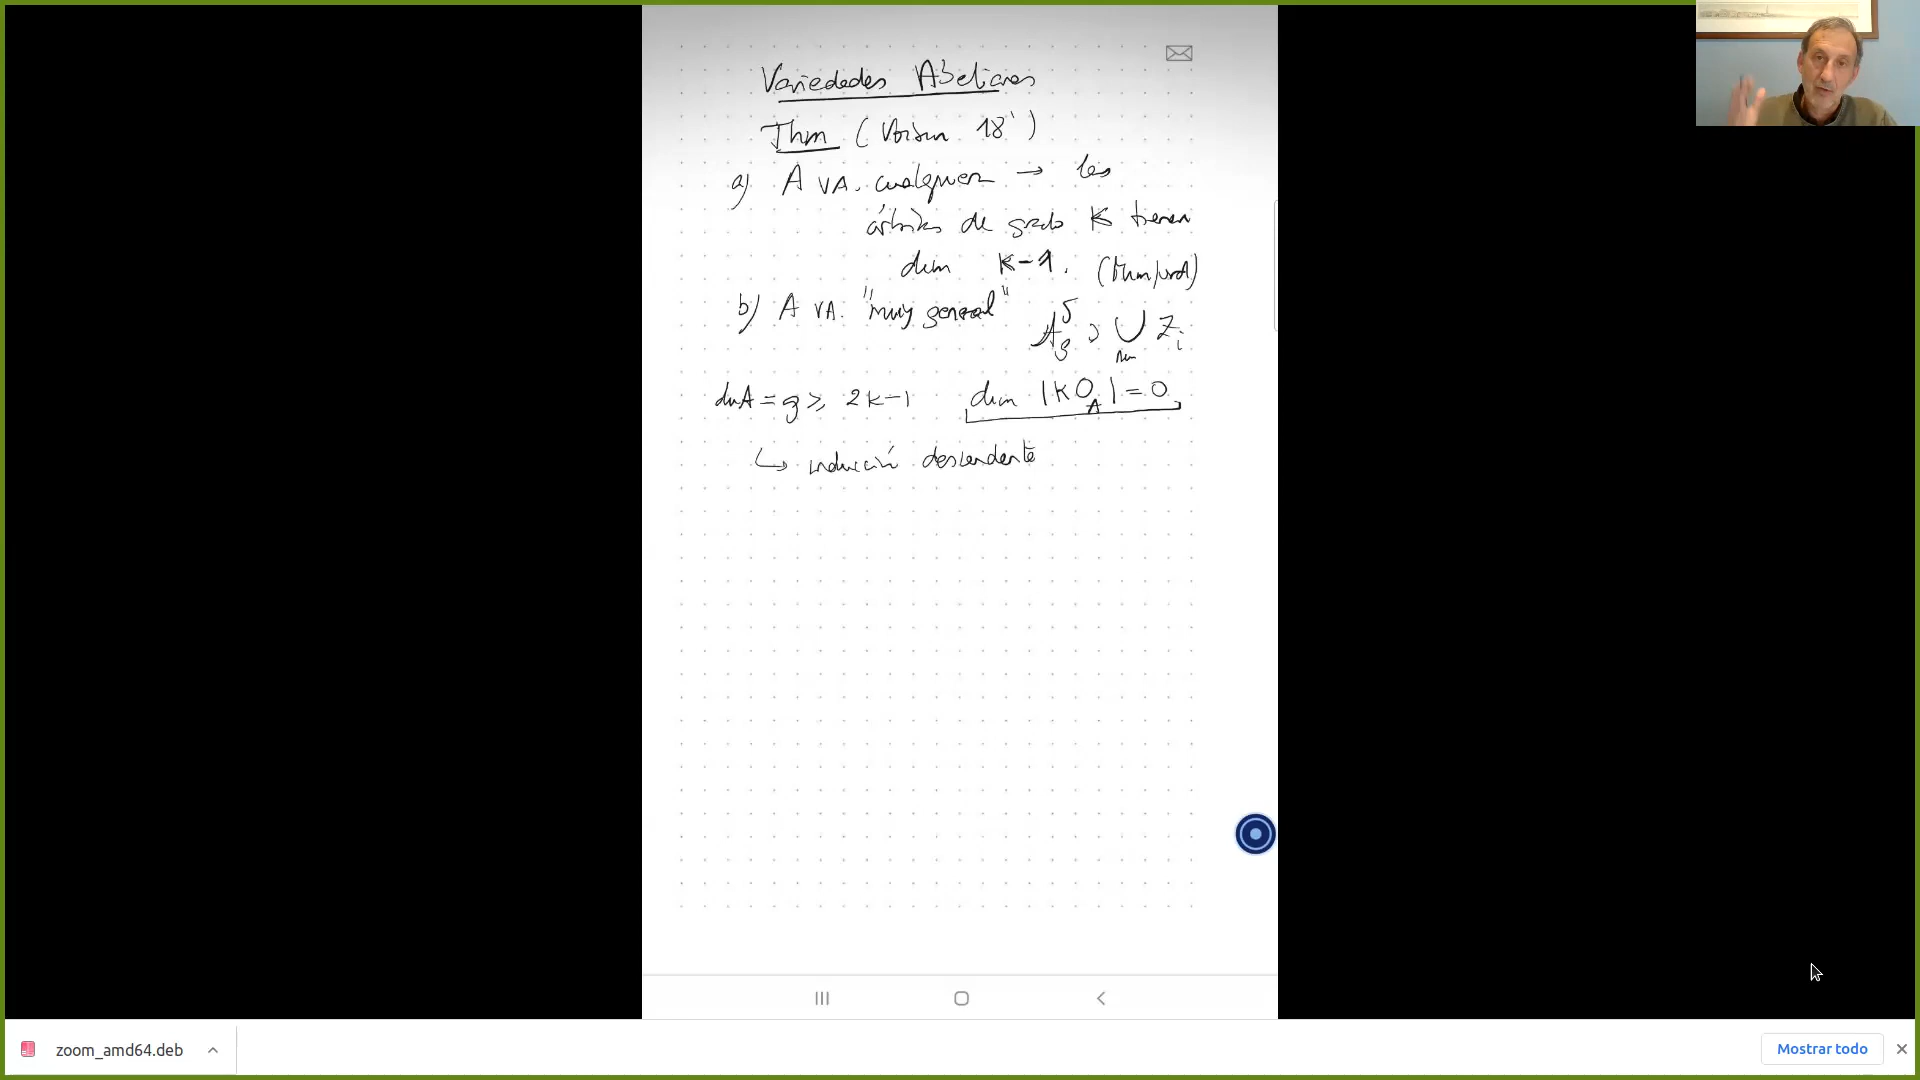 Variedades Abelianas
Thm (Voisin 18')
a) A VA. cualquiera → las
órbitas de grado K tienen
dim K-1.
b) A VA. "muy general" A_g^δ ⊃ ∪ Z_i
num
dim A = g ≥ 2K-1 dim |K O_A| = 0
↳ inducción descendente
zoom_amd64.deb
Mostrar todo